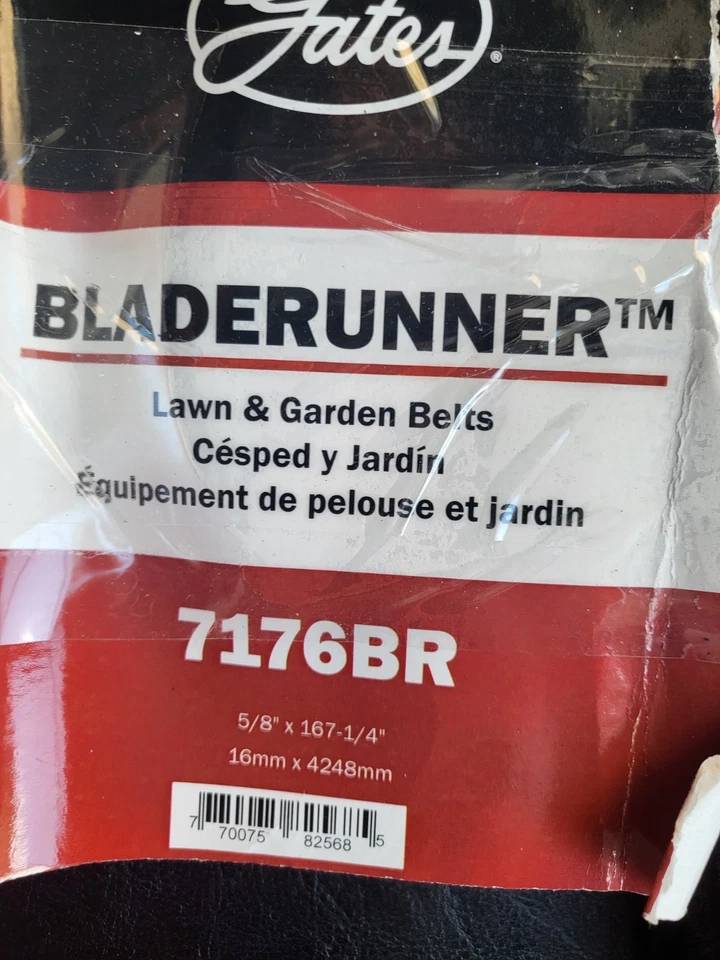 Gates®
BLADERUNNER™
Lawn & Garden Belts
Césped y Jardín
Équipement de pelouse et jardin
7176BR
5/8" x 167-1/4"
16mm x 4248mm
7 70075 82568 5